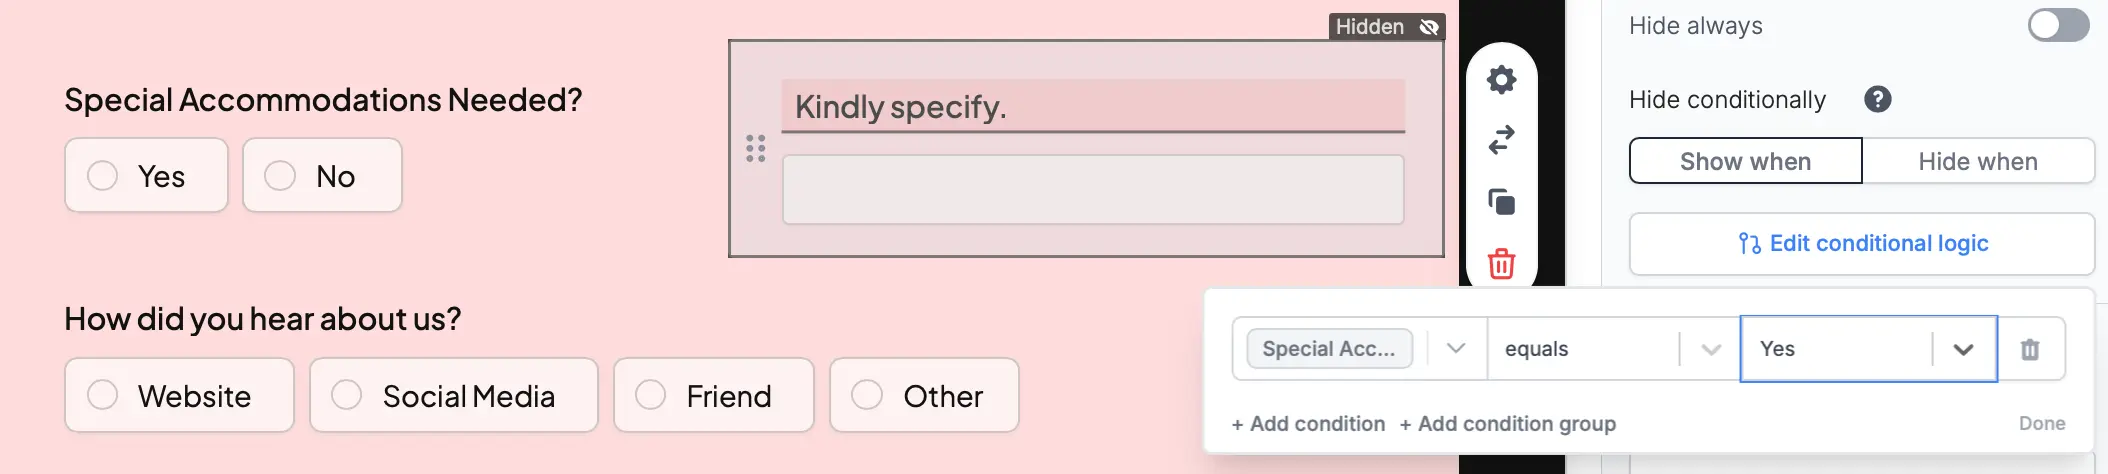 Hidden
Special Accommodations Needed?
Yes
No
Kindly specify.
How did you hear about us?
Website
Social Media
Friend
Other
Hide always
Hide conditionally ?
Show when
Hide when
Edit conditional logic
Special Acc... equals Yes
+ Add condition + Add condition group Done